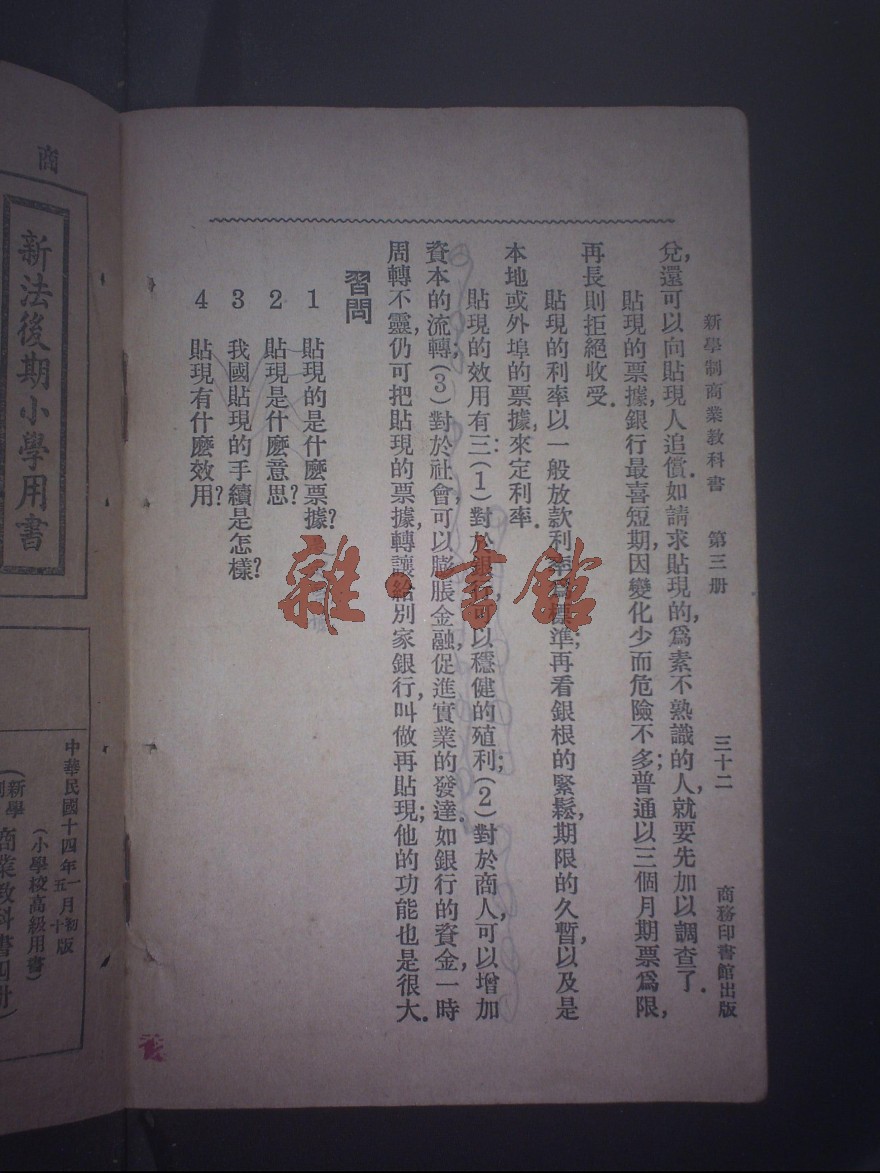 新學制商業教科書 第三册 三十二 商務印書館出版
兌,還可以向貼現人追償.如請求貼現的,爲素不熟識的人,就要先加以調查了.
貼現的票據,銀行最喜短期,因變化少而危險不多;普通以三個月期票爲限,
再長則拒絕收受.
貼現的利率以一般放款利率爲標準;再看銀根的緊鬆,期限的久暫,以及是
本地或外埠的票據,來定利率.
貼現的效用有三:(1)對於銀行,可以穩健的殖利;(2)對於商人,可以增加
資本的流轉;(3)對於社會,可以膨脹金融,促進實業的發達.如銀行的資金,一時
周轉不靈,仍可把貼現的票據,轉讓給別家銀行,叫做再貼現;他的功能也是很大.
習問
1 貼現的是什麽票據?
2 貼現是什麽意思?
3 我國貼現的手續是怎樣?
4 貼現有什麽效用?
雜·書館
商
新法後期小學用書
中華民國十四年一月初版
(小學校高級用書)
商業教科書四册)